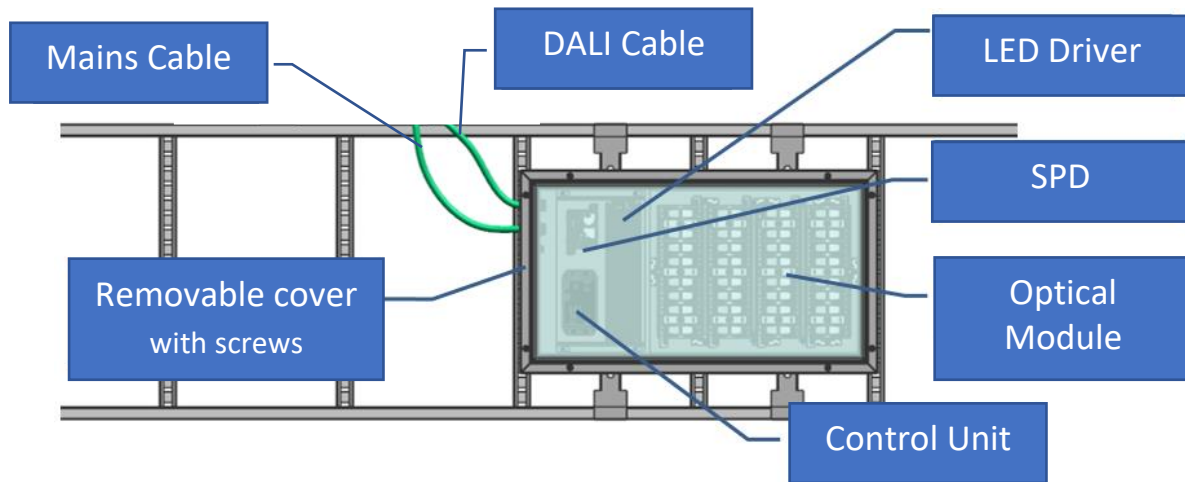 Mains Cable
DALI Cable
LED Driver
SPD
Removable cover
with screws
Optical
Module
Control Unit